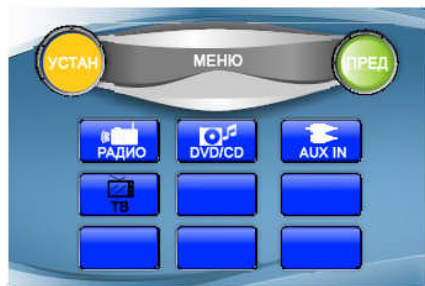 УСТАН МЕНЮ ПРЕД
РАДИО DVD/CD AUX IN
ТВ